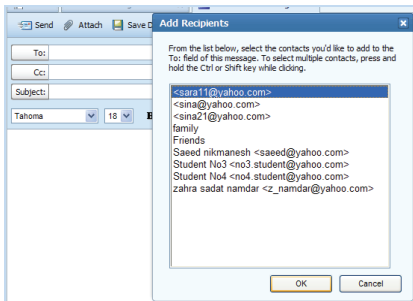 Send Attach Save D
To:
Cc:
Subject:
Tahoma 18 B
Add Recipients
From the list below, select the contacts you'd like to add to the
To: field of this message. To select multiple contacts, press and
hold the Ctrl or Shift key while clicking.
<sara11@yahoo.com>
<sina@yahoo.com>
<sina21@yahoo.com>
family
Friends
Saeed nikmanesh <saeed@yahoo.com>
Student No3 <no3.student@yahoo.com>
Student No4 <no4.student@yahoo.com>
zahra sadat namdar <z_namdar@yahoo.com>
OK Cancel